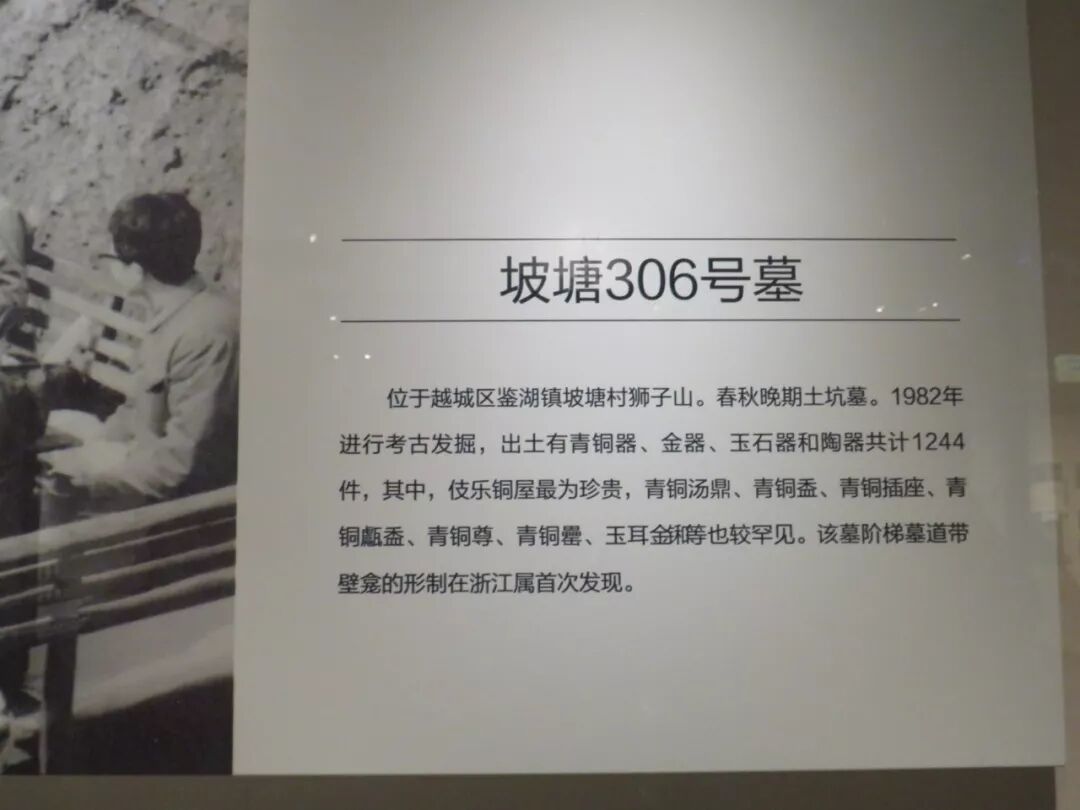 坡塘306号墓
位于越城区鉴湖镇坡塘村狮子山。春秋晚期土坑墓。1982年
进行考古发掘，出土有青铜器、金器、玉石器和陶器共计1244
件，其中，伎乐铜屋最为珍贵，青铜汤鼎、青铜盉、青铜插座、青
铜甗盉、青铜尊、青铜罍、玉耳金和等也较罕见。该墓阶梯墓道带
壁龛的形制在浙江属首次发现。